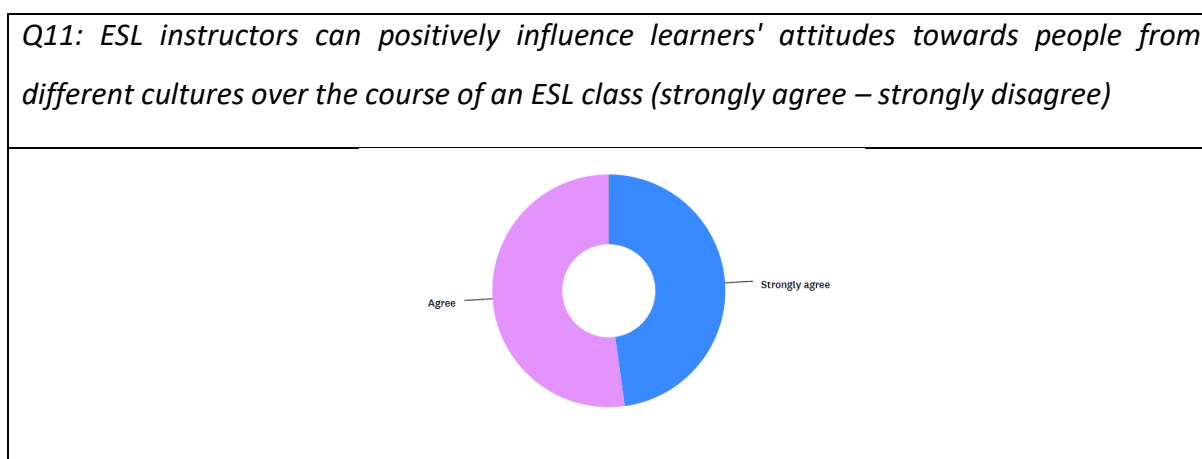 Q11: ESL instructors can positively influence learners' attitudes towards people from
different cultures over the course of an ESL class (strongly agree – strongly disagree)
Strongly agree
Agree